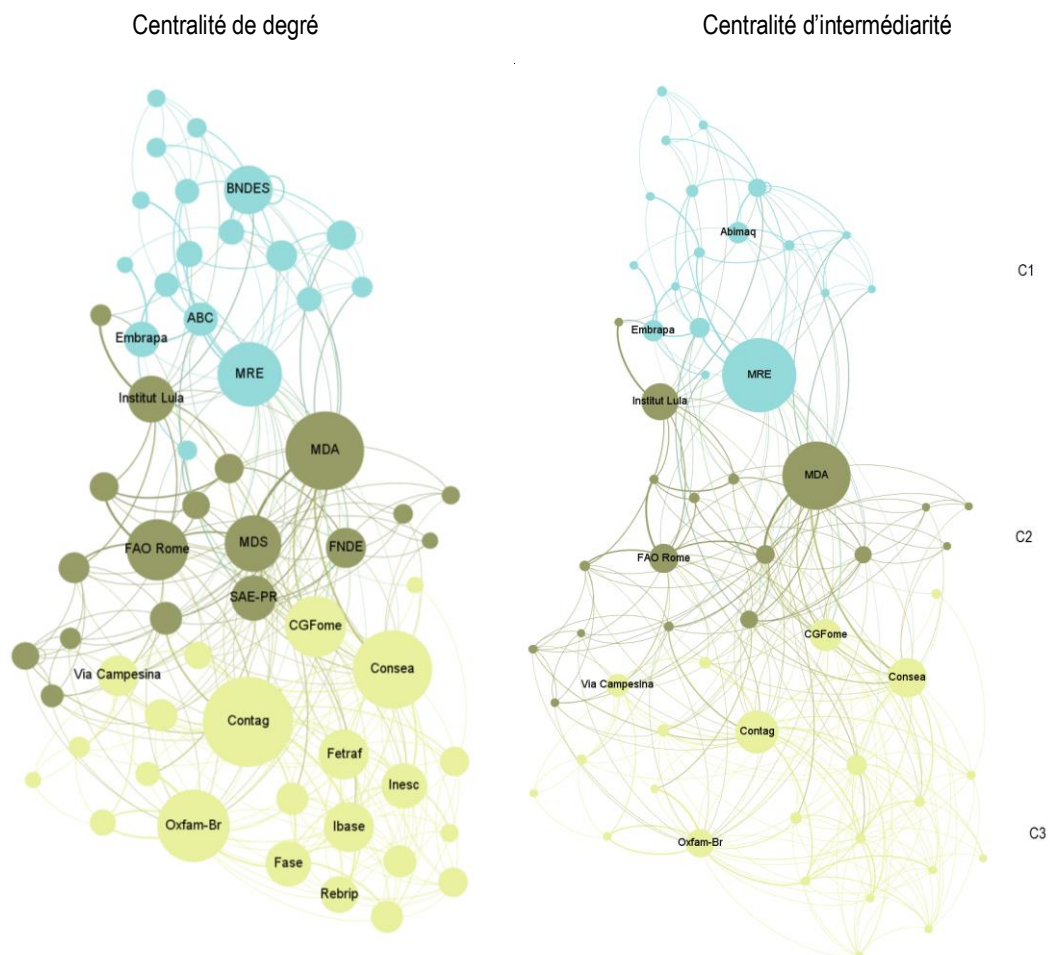 Centralité de degré
Centralité d'intermédiarité
BNDES
ABC
Embrapa
MRE
Institut Lula
MDA
FAO Rome
MDS
FNDE
SAE-PR
CGFome
Via Campesina
Consea
Contag
Fetraf
Inesc
Oxfam-Br
Ibase
Fase
Rebrip
Abimaq
Embrapa
MRE
Institut Lula
MDA
FAO Rome
CGFome
Via Campesina
Consea
Contag
Oxfam-Br
C1
C2
C3